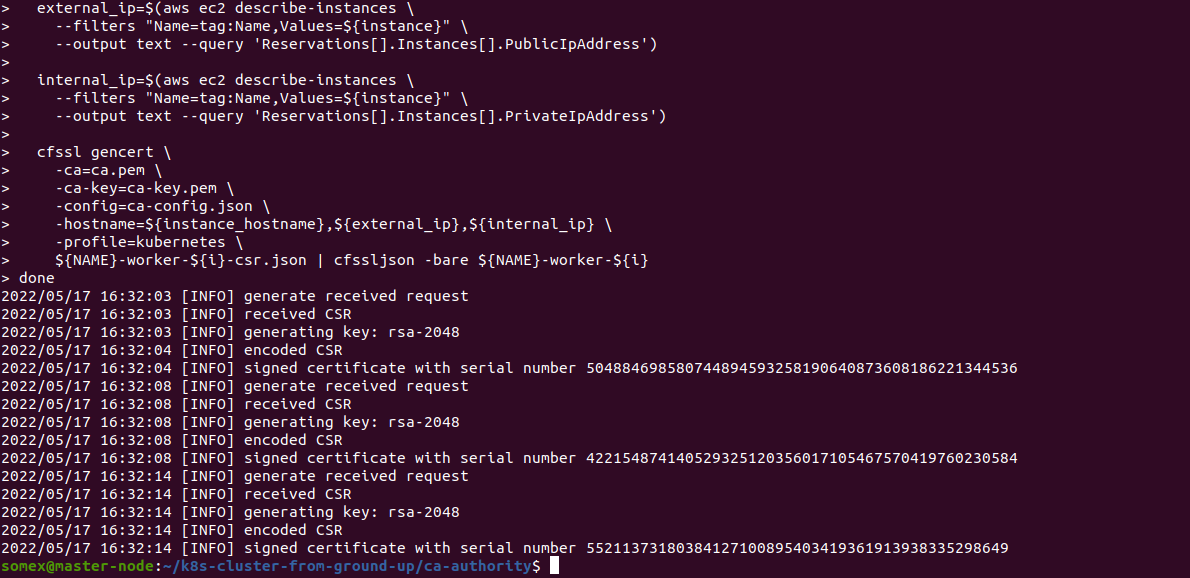 >   external_ip=$(aws ec2 describe-instances \
>     --filters "Name=tag:Name,Values=${instance}" \
>     --output text --query 'Reservations[].Instances[].PublicIpAddress')
>
>   internal_ip=$(aws ec2 describe-instances \
>     --filters "Name=tag:Name,Values=${instance}" \
>     --output text --query 'Reservations[].Instances[].PrivateIpAddress')
>
>   cfssl gencert \
>     -ca=ca.pem \
>     -ca-key=ca-key.pem \
>     -config=ca-config.json \
>     -hostname=${instance_hostname},${external_ip},${internal_ip} \
>     -profile=kubernetes \
>     ${NAME}-worker-${i}-csr.json | cfssljson -bare ${NAME}-worker-${i}
> done
2022/05/17 16:32:03 [INFO] generate received request
2022/05/17 16:32:03 [INFO] received CSR
2022/05/17 16:32:03 [INFO] generating key: rsa-2048
2022/05/17 16:32:04 [INFO] encoded CSR
2022/05/17 16:32:04 [INFO] signed certificate with serial number 504884698580744894593258190640873608186221344536
2022/05/17 16:32:08 [INFO] generate received request
2022/05/17 16:32:08 [INFO] received CSR
2022/05/17 16:32:08 [INFO] generating key: rsa-2048
2022/05/17 16:32:08 [INFO] encoded CSR
2022/05/17 16:32:08 [INFO] signed certificate with serial number 422154874140529325120356017105467570419760230584
2022/05/17 16:32:14 [INFO] generate received request
2022/05/17 16:32:14 [INFO] received CSR
2022/05/17 16:32:14 [INFO] generating key: rsa-2048
2022/05/17 16:32:14 [INFO] encoded CSR
2022/05/17 16:32:14 [INFO] signed certificate with serial number 55211373180384127100895403419361913938335298649
somex@master-node:~/k8s-cluster-from-ground-up/ca-authority$